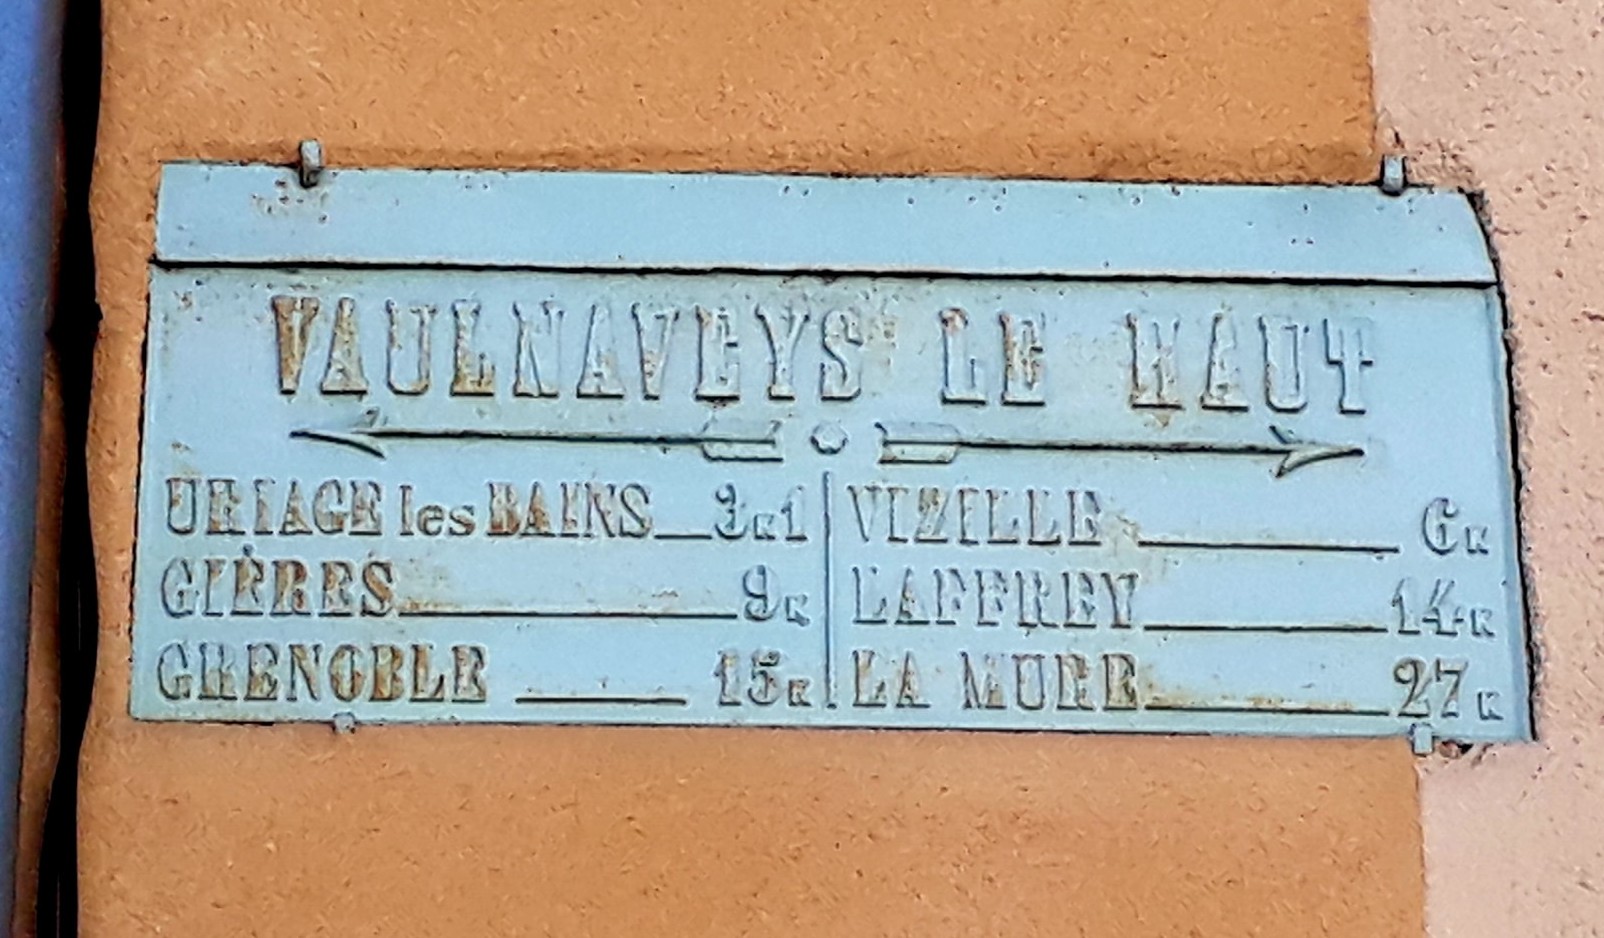 VAULNAVEYS LE HAUT
URIAGE les BAINS 3K1
GIÈRES 9K
GRENOBLE 15K
VIZILLE 6K
LAFFREY 14K
LA MURE 27K